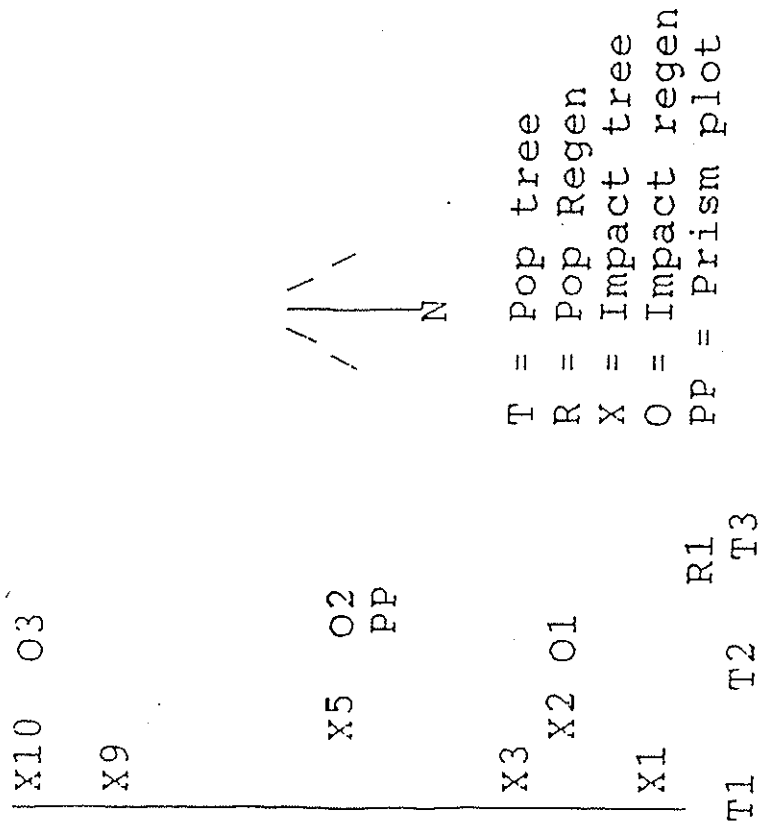 X10 O3
X9
X5 O2
PP
X3
X2 O1
X1
R1
T1 T2 T3
N
T = Pop tree
R = Pop Regen
X = Impact tree
O = Impact regen
PP = Prism plot